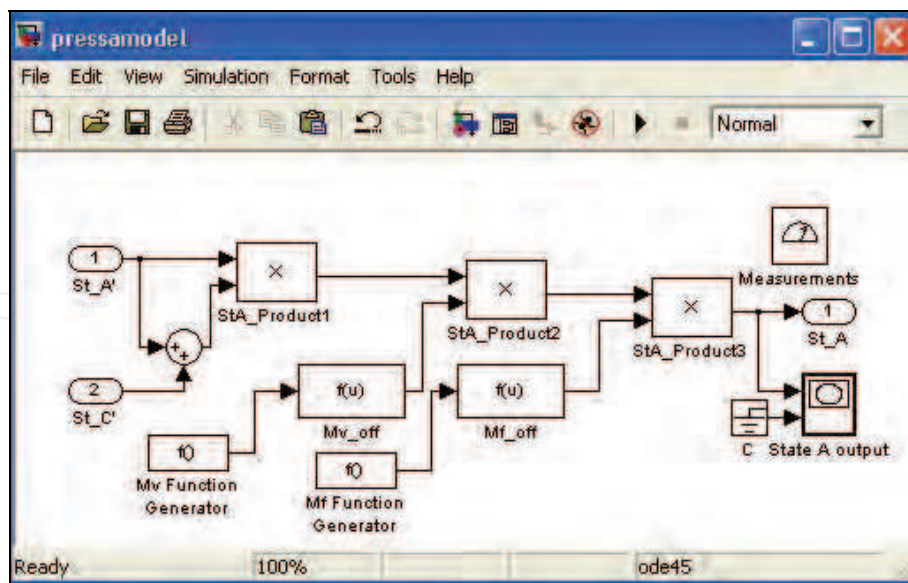 pressamodel
File Edit View Simulation Format Tools Help
Normal
1
St_A'
×
StA_Product1
+
+
2
St_C'
f(u)
Mv_off
f()
Mv Function
Generator
×
StA_Product2
f(u)
Mf_off
f()
Mf Function
Generator
×
StA_Product3
Measurements
1
St_A
C
State A output
Ready 100% ode45